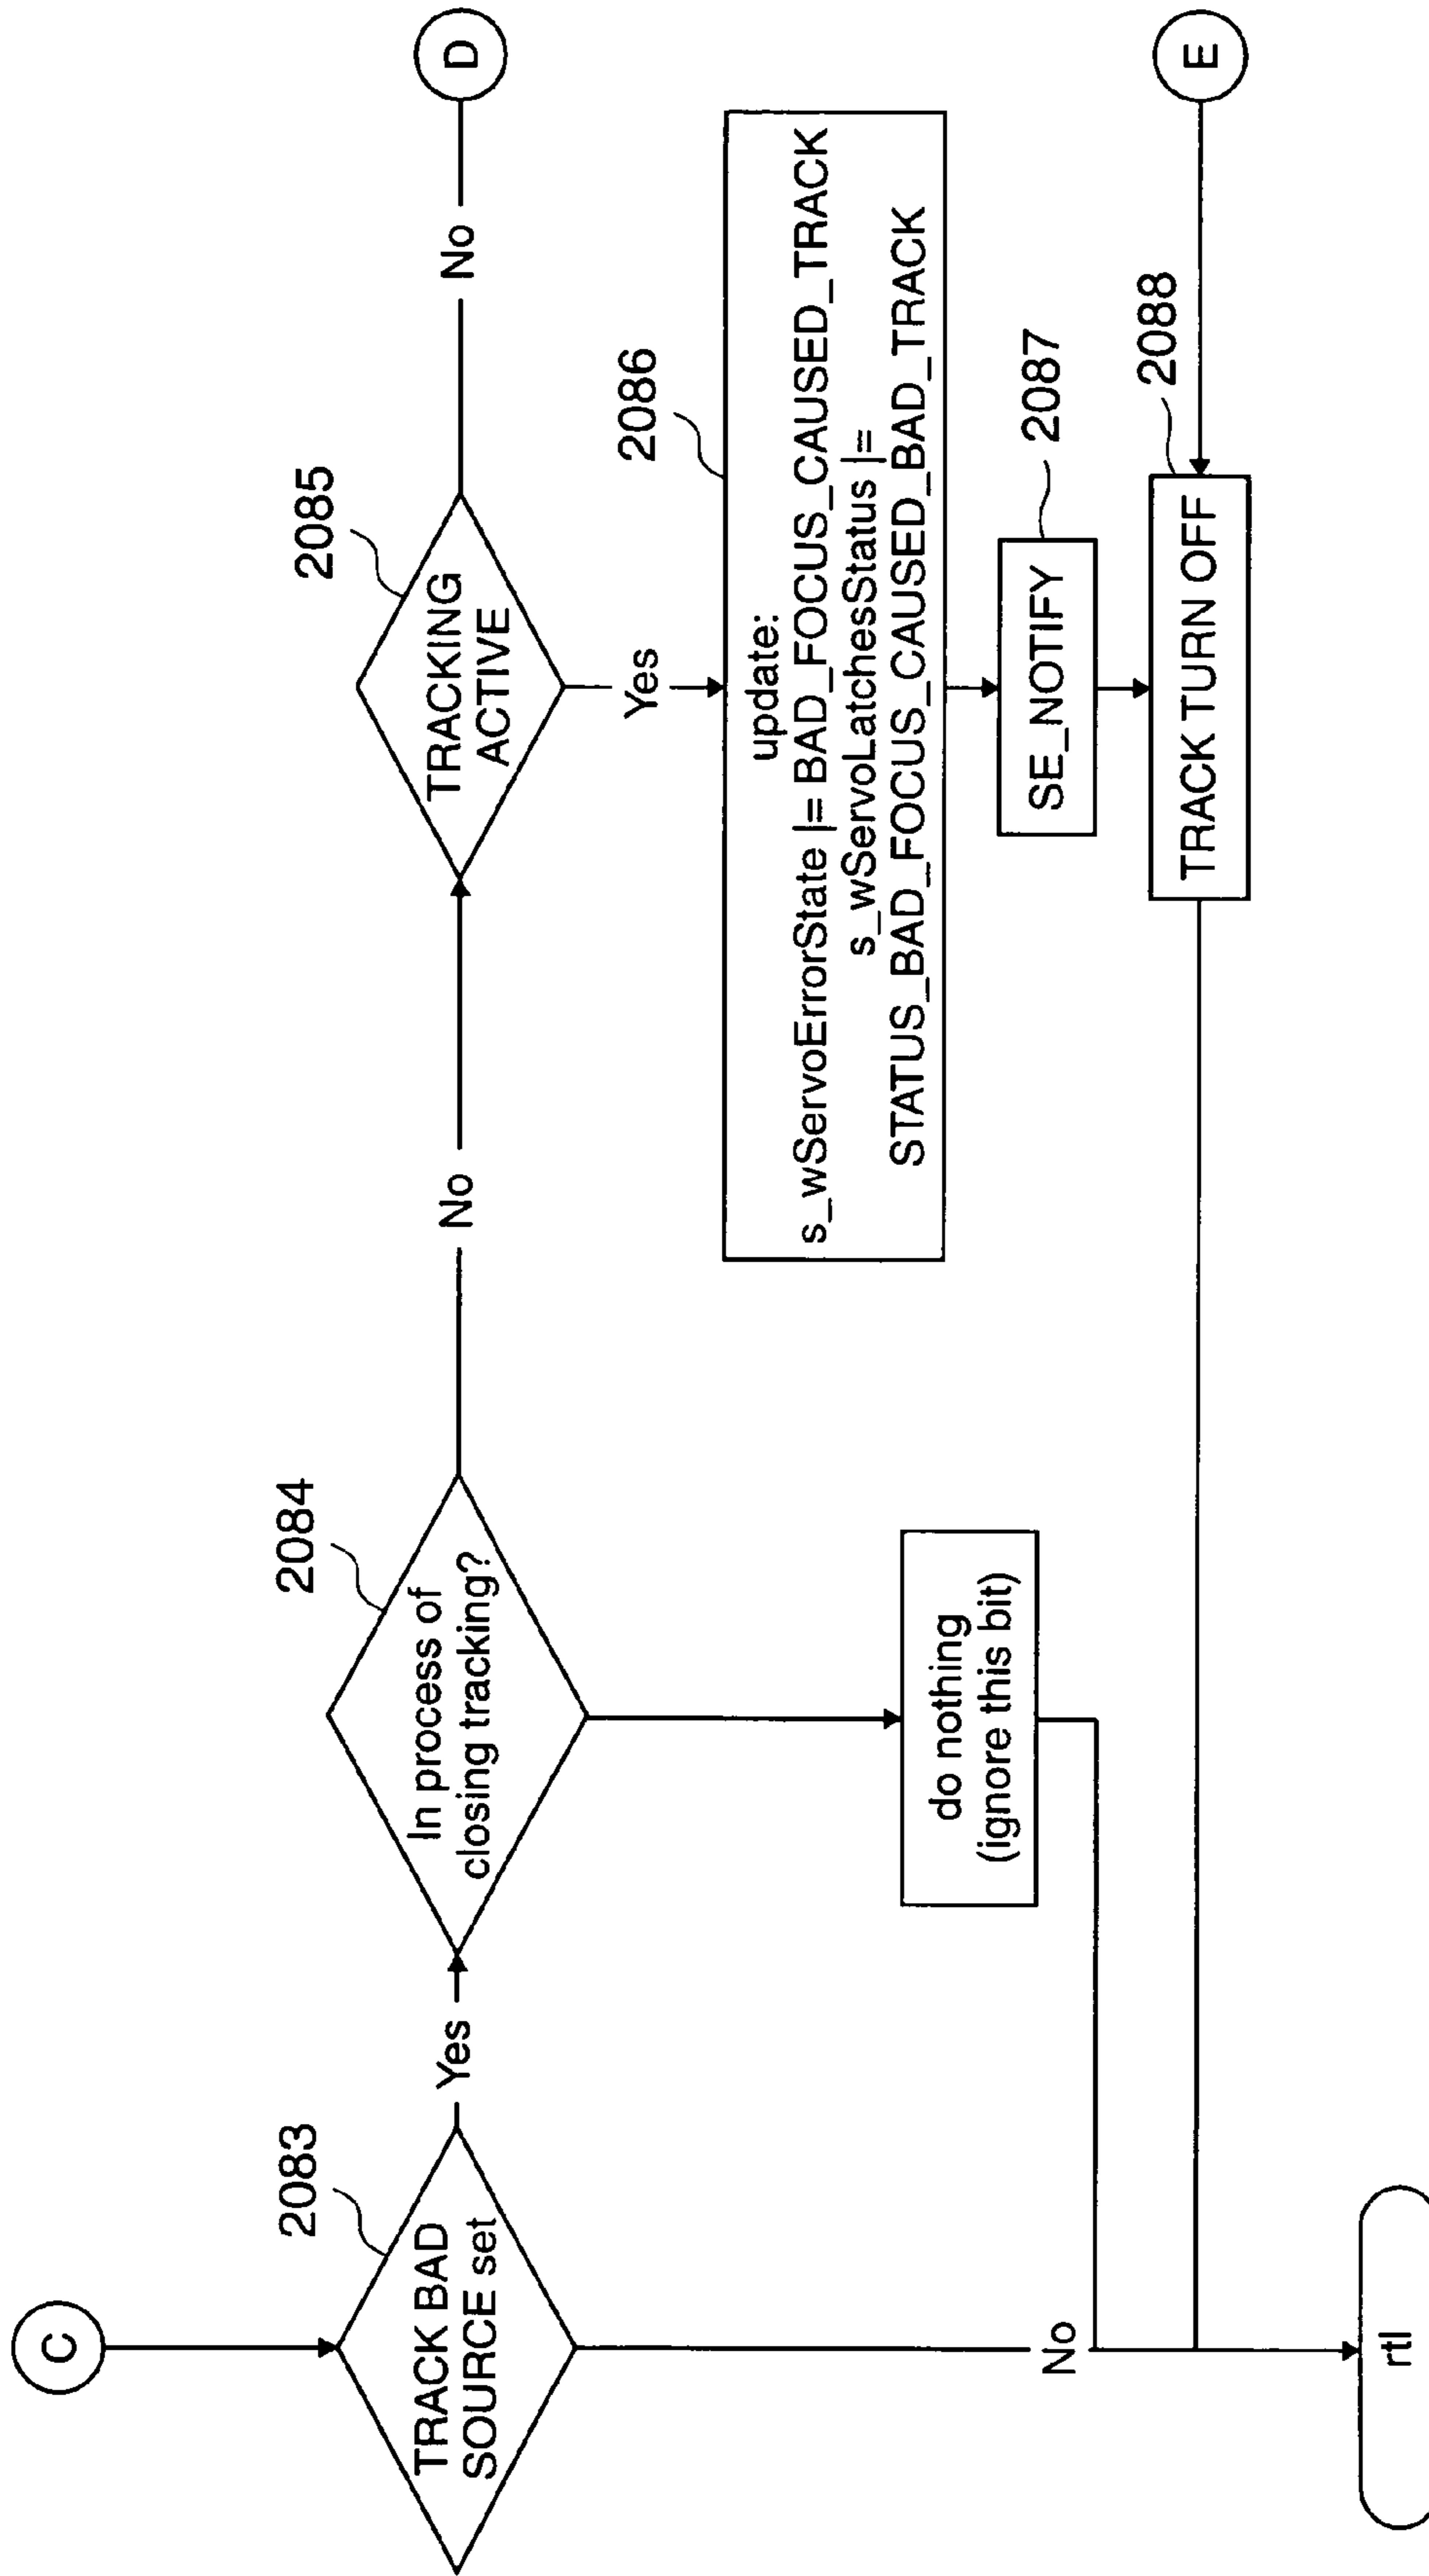 C
2083
TRACK BAD
SOURCE set
Yes
No
2084
In process of
closing tracking?
No
do nothing
(ignore this bit)
2085
TRACKING
ACTIVE
No
D
Yes
2086
update:
s_wServoErrorState |= BAD_FOCUS_CAUSED_TRACK
s_wServoLatchesStatus |=
STATUS_BAD_FOCUS_CAUSED_BAD_TRACK
2087
SE_NOTIFY
2088
TRACK TURN OFF
E
rtl